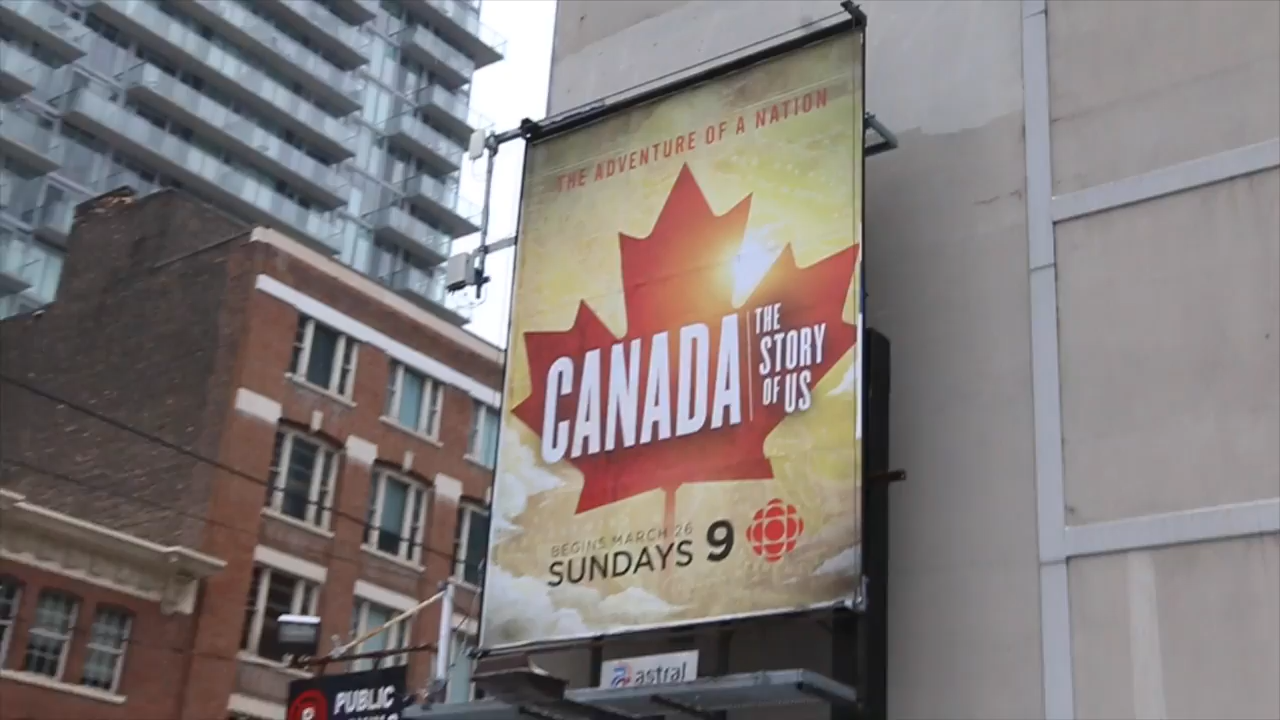 THE ADVENTURE OF A NATION
CANADA
THE
STORY
OF US
BEGINS MARCH 26
SUNDAYS 9
astral
PUBLIC